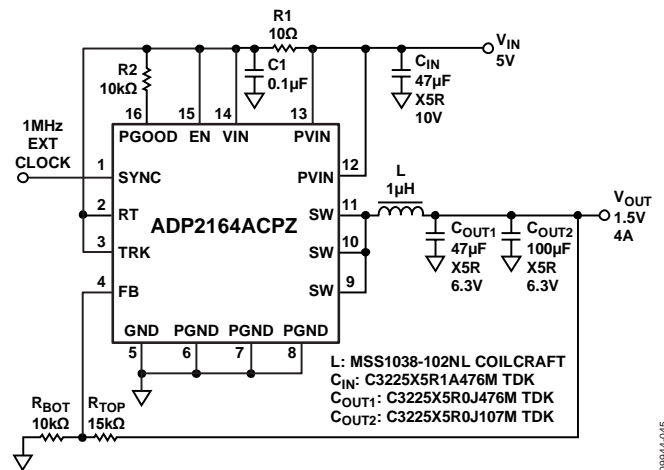 R1
10Ω
VIN
5V
R2
10kΩ
C1
0.1µF
CIN
47µF
X5R
10V
16
15
14
13
PGOOD
EN
VIN
PVIN
1MHz
EXT
CLOCK
1
SYNC
PVIN
12
L
1µH
2
RT
SW
11
VOUT
1.5V
4A
ADP2164ACPZ
3
TRK
SW
10
COUT1
47µF
X5R
6.3V
COUT2
100µF
X5R
6.3V
4
FB
SW
9
GND
PGND
PGND
PGND
5
6
7
8
L: MSS1038-102NL COILCRAFT
CIN: C3225X5R1A476M TDK
COUT1: C3225X5R0J476M TDK
COUT2: C3225X5R0J107M TDK
RBOT
10kΩ
RTOP
15kΩ
09944-045